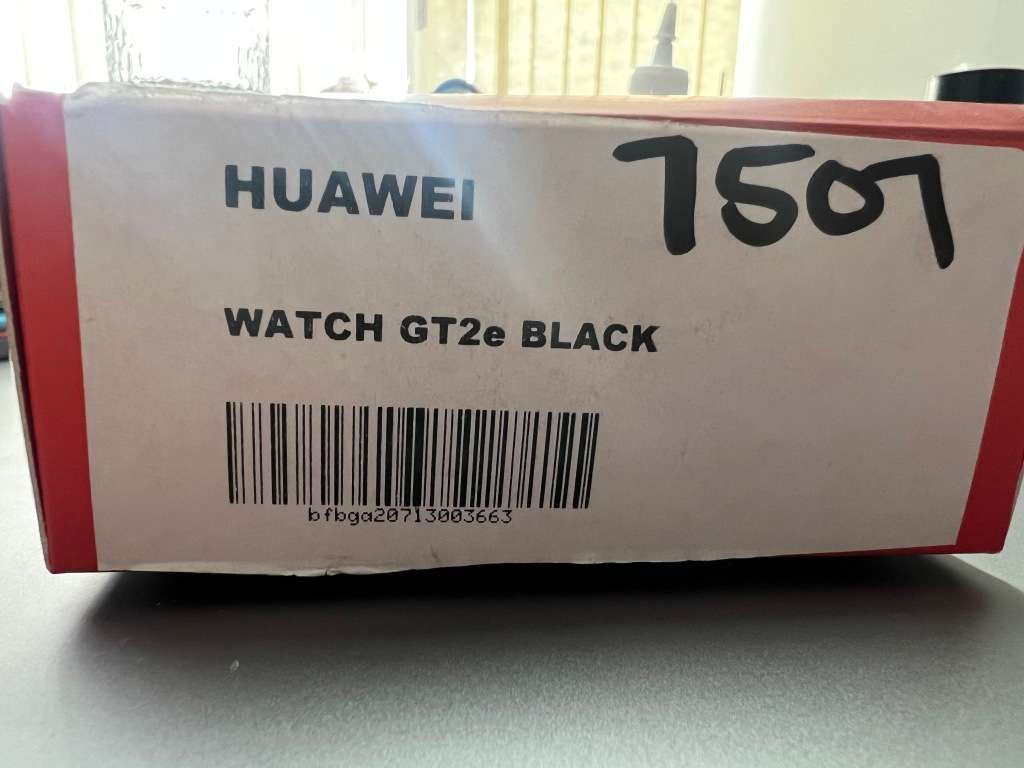 HUAWEI
7507
WATCH GT2e BLACK
bfbga20713003663